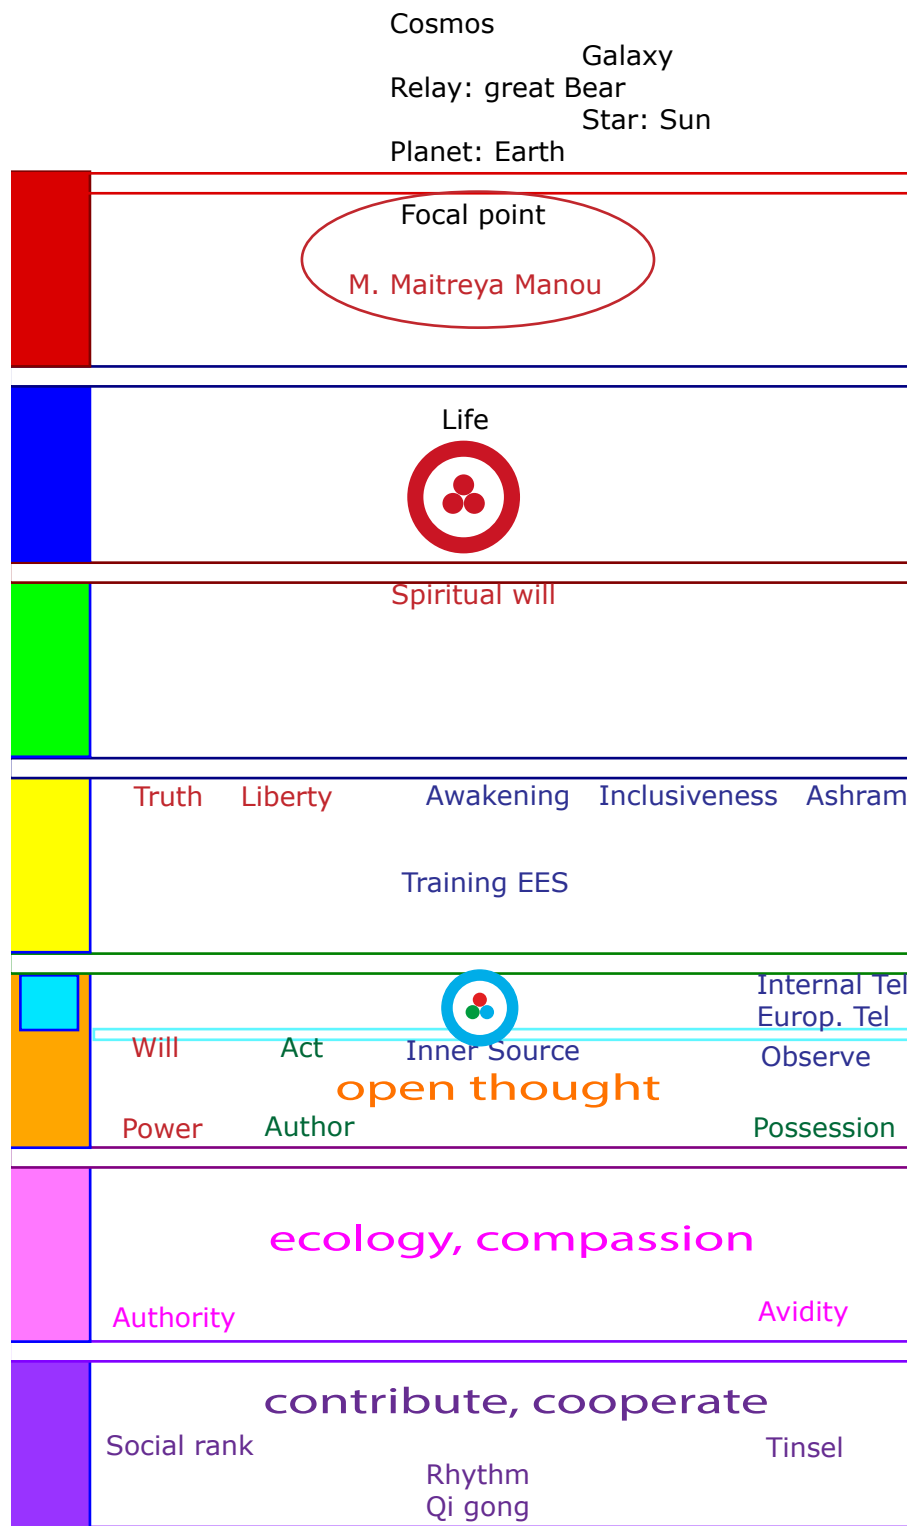 Cosmos
Galaxy
Relay: great Bear
Star: Sun
Planet: Earth
Focal point
M. Maitreya Manou
Life
Spiritual will
Truth Liberty Awakening Inclusiveness Ashram
Training EES
Internal Tel
Europ. Tel
Will Act Inner Source Observe
open thought
Power Author Possession
ecology, compassion
Authority Avidity
contribute, cooperate
Social rank Tinsel
Rhythm
Qi gong